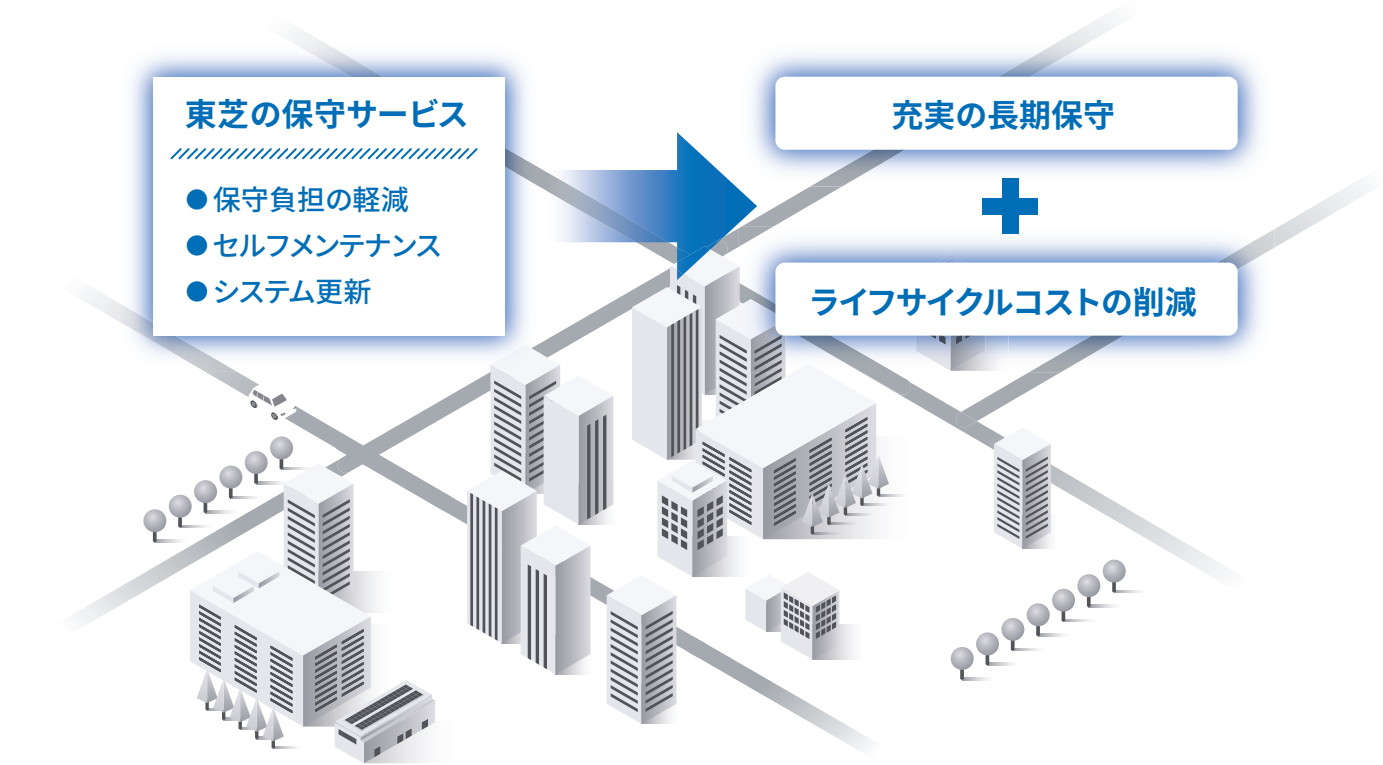 東芝の保守サービス
●保守負担の軽減
●セルフメンテナンス
●システム更新
充実の長期保守
ライフサイクルコストの削減